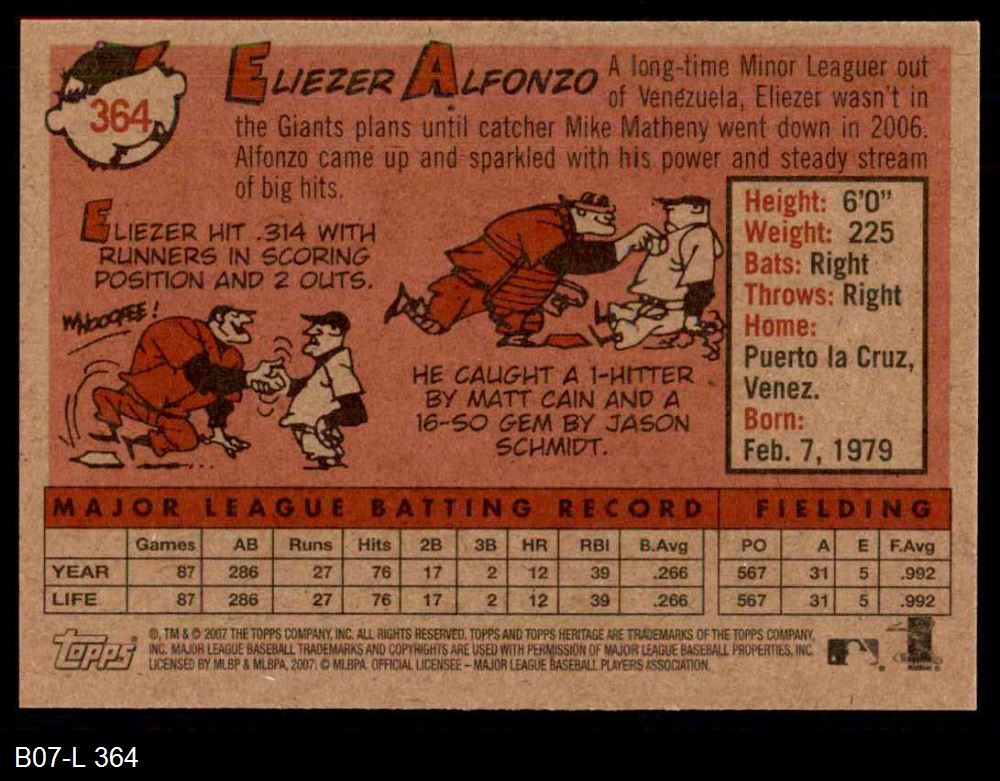 364
ELIEZER ALFONZO
A long-time Minor Leaguer out
of Venezuela, Eliezer wasn't in
the Giants plans until catcher Mike Matheny went down in 2006.
Alfonzo came up and sparkled with his power and steady stream
of big hits.
ELIEZER HIT .314 WITH
RUNNERS IN SCORING
POSITION AND 2 OUTS.
WHOOOPEE!
HE CAUGHT A 1-HITTER
BY MATT CAIN AND A
16-SO GEM BY JASON
SCHMIDT.
Height: 6'0"
Weight: 225
Bats: Right
Throws: Right
Home:
Puerto la Cruz,
Venez.
Born:
Feb. 7, 1979
MAJOR LEAGUE BATTING RECORD FIELDING
Games AB Runs Hits 2B 3B HR RBI B.Avg PO A E F.Avg
YEAR 87 286 27 76 17 2 12 39 .266 567 31 5 .992
LIFE 87 286 27 76 17 2 12 39 .266 567 31 5 .992
Topps
®, TM & © 2007 THE TOPPS COMPANY, INC. ALL RIGHTS RESERVED. TOPPS AND TOPPS HERITAGE ARE TRADEMARKS OF THE TOPPS COMPANY,
INC. MAJOR LEAGUE BASEBALL TRADEMARKS AND COPYRIGHTS ARE USED WITH PERMISSION OF MAJOR LEAGUE BASEBALL PROPERTIES, INC.
LICENSED BY MLBP & MLBPA, 2007. © MLBPA. OFFICIAL LICENSEE – MAJOR LEAGUE BASEBALL PLAYERS ASSOCIATION.
B07-L 364